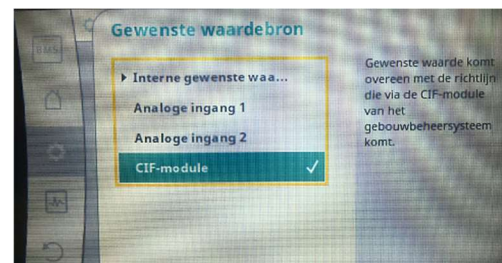 Gewenste waardebron
BMS
Interne gewenste waa...
Analoge ingang 1
Analoge ingang 2
CIF-module
Gewenste waarde komt
overeen met de richtlijn
die via de CIF-module
van het
gebouwbeheersysteem
komt.